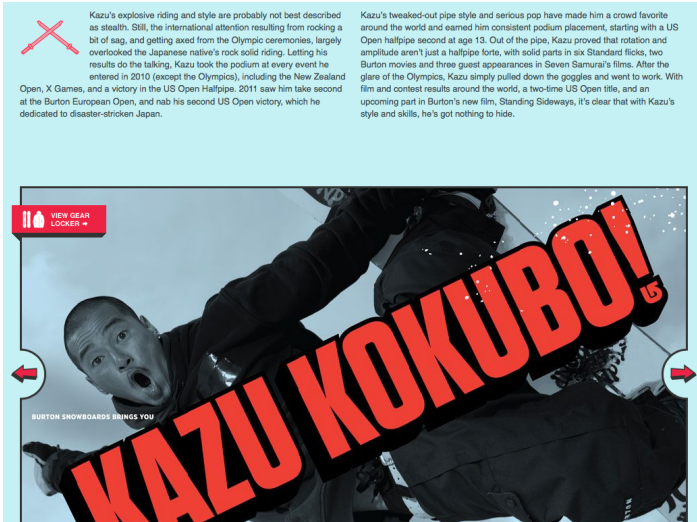 Kazu's explosive riding and style are probably not best described
as stealth. Still, the international attention resulting from rocking a
bit of sag, and getting axed from the Olympic ceremonies, largely
overlooked the Japanese native's rock solid riding. Letting his
results do the talking, Kazu took the podium at every event he
entered in 2010 (except the Olympics), including the New Zealand
Open, X Games, and a victory in the US Open Halfpipe. 2011 saw him take second
at the Burton European Open, and nab his second US Open victory, which he
dedicated to disaster-stricken Japan.
Kazu's tweaked-out pipe style and serious pop have made him a crowd favorite
around the world and earned him consistent podium placement, starting with a US
Open halfpipe second at age 13. Out of the pipe, Kazu proved that rotation and
amplitude aren't just a halfpipe forte, with solid parts in six Standard flicks, two
Burton movies and three guest appearances in Seven Samurai's films. After the
glare of the Olympics, Kazu simply pulled down the goggles and went to work. With
film and contest results around the world, a two-time US Open title, and an
upcoming part in Burton's new film, Standing Sideways, it's clear that with Kazu's
style and skills, he's got nothing to hide.
VIEW GEAR
LOCKER
BURTON SNOWBOARDS BRINGS YOU
KAZU KOKUBO!